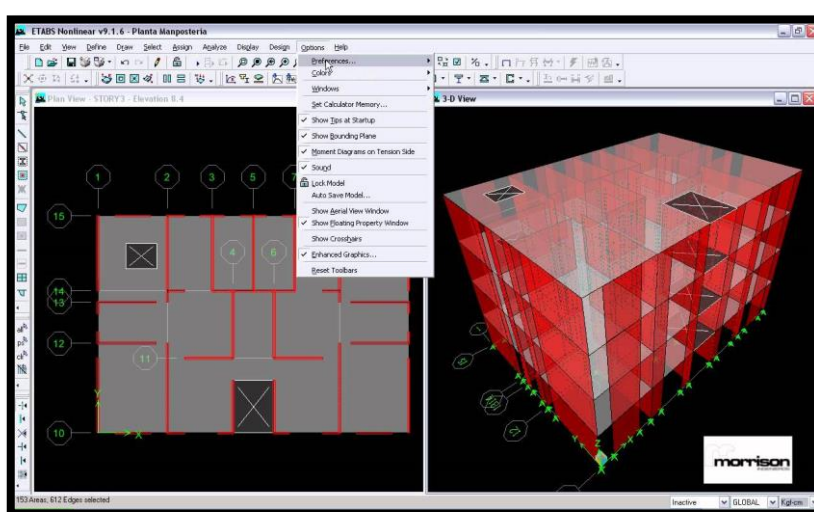 ETABS Nonlinear v9.1.6 - Planta Manposteria
File Edit View Define Draw Select Assign Analyze Display Design Options Help
Preferences...
Colors
Windows
Set Calculator Memory...
Show Tips at Startup
Show Bounding Plane
Moment Diagrams on Tension Side
Sound
Lock Model
Auto Save Model...
Show Aerial View Window
Show Floating Property Window
Show Crosshairs
Enhanced Graphics...
Reset Toolbars
Plan View - STORY3 - Elevation 8.4
3-D View
1 2 3 5 7
15
4 6
14
13
12
11
10
Y
X
Z
morrison
153 Areas, 612 Edges selected
Inactive GLOBAL Kgf-cm